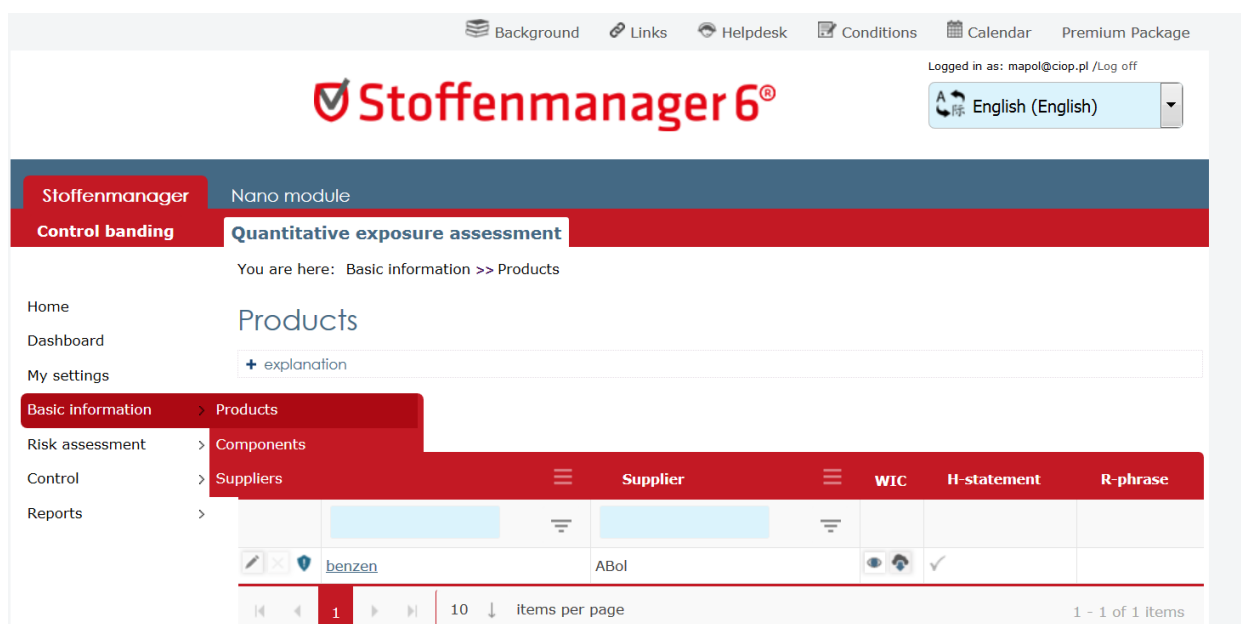 Background Links Helpdesk Conditions Calendar Premium Package
Logged in as: mapol@ciop.pl /Log off
Stoffenmanager 6®
English (English)
Stoffenmanager Nano module
Control banding Quantitative exposure assessment
You are here: Basic information >> Products
Home
Products
Dashboard
+ explanation
My settings
Basic information > Products
Risk assessment > Components
Control > Suppliers
Supplier WIC H-statement R-phrase
Reports >
benzen ABol
1 10 items per page 1 - 1 of 1 items